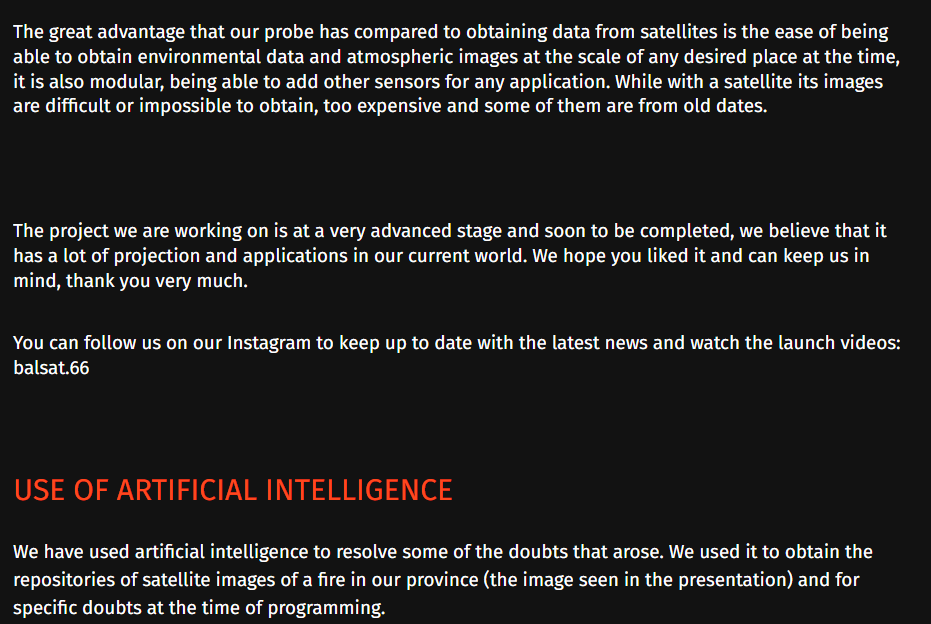 The great advantage that our probe has compared to obtaining data from satellites is the ease of being
able to obtain environmental data and atmospheric images at the scale of any desired place at the time,
it is also modular, being able to add other sensors for any application. While with a satellite its images
are difficult or impossible to obtain, too expensive and some of them are from old dates.
The project we are working on is at a very advanced stage and soon to be completed, we believe that it
has a lot of projection and applications in our current world. We hope you liked it and can keep us in
mind, thank you very much.
You can follow us on our Instagram to keep up to date with the latest news and watch the launch videos:
balsat.66
USE OF ARTIFICIAL INTELLIGENCE
We have used artificial intelligence to resolve some of the doubts that arose. We used it to obtain the
repositories of satellite images of a fire in our province (the image seen in the presentation) and for
specific doubts at the time of programming.